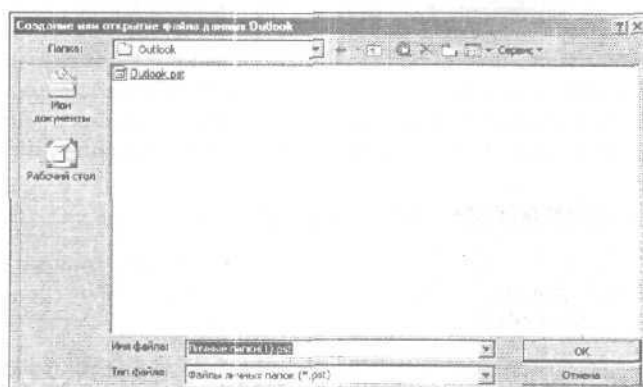 Создание или открытие файла данных Outlook
Папка: Outlook Сервис
Outlook.pst
Мои
документы
Рабочий стол
Имя файла: Личные папки(1).pst OK
Тип файла: Файлы личных папок (*.pst) Отмена